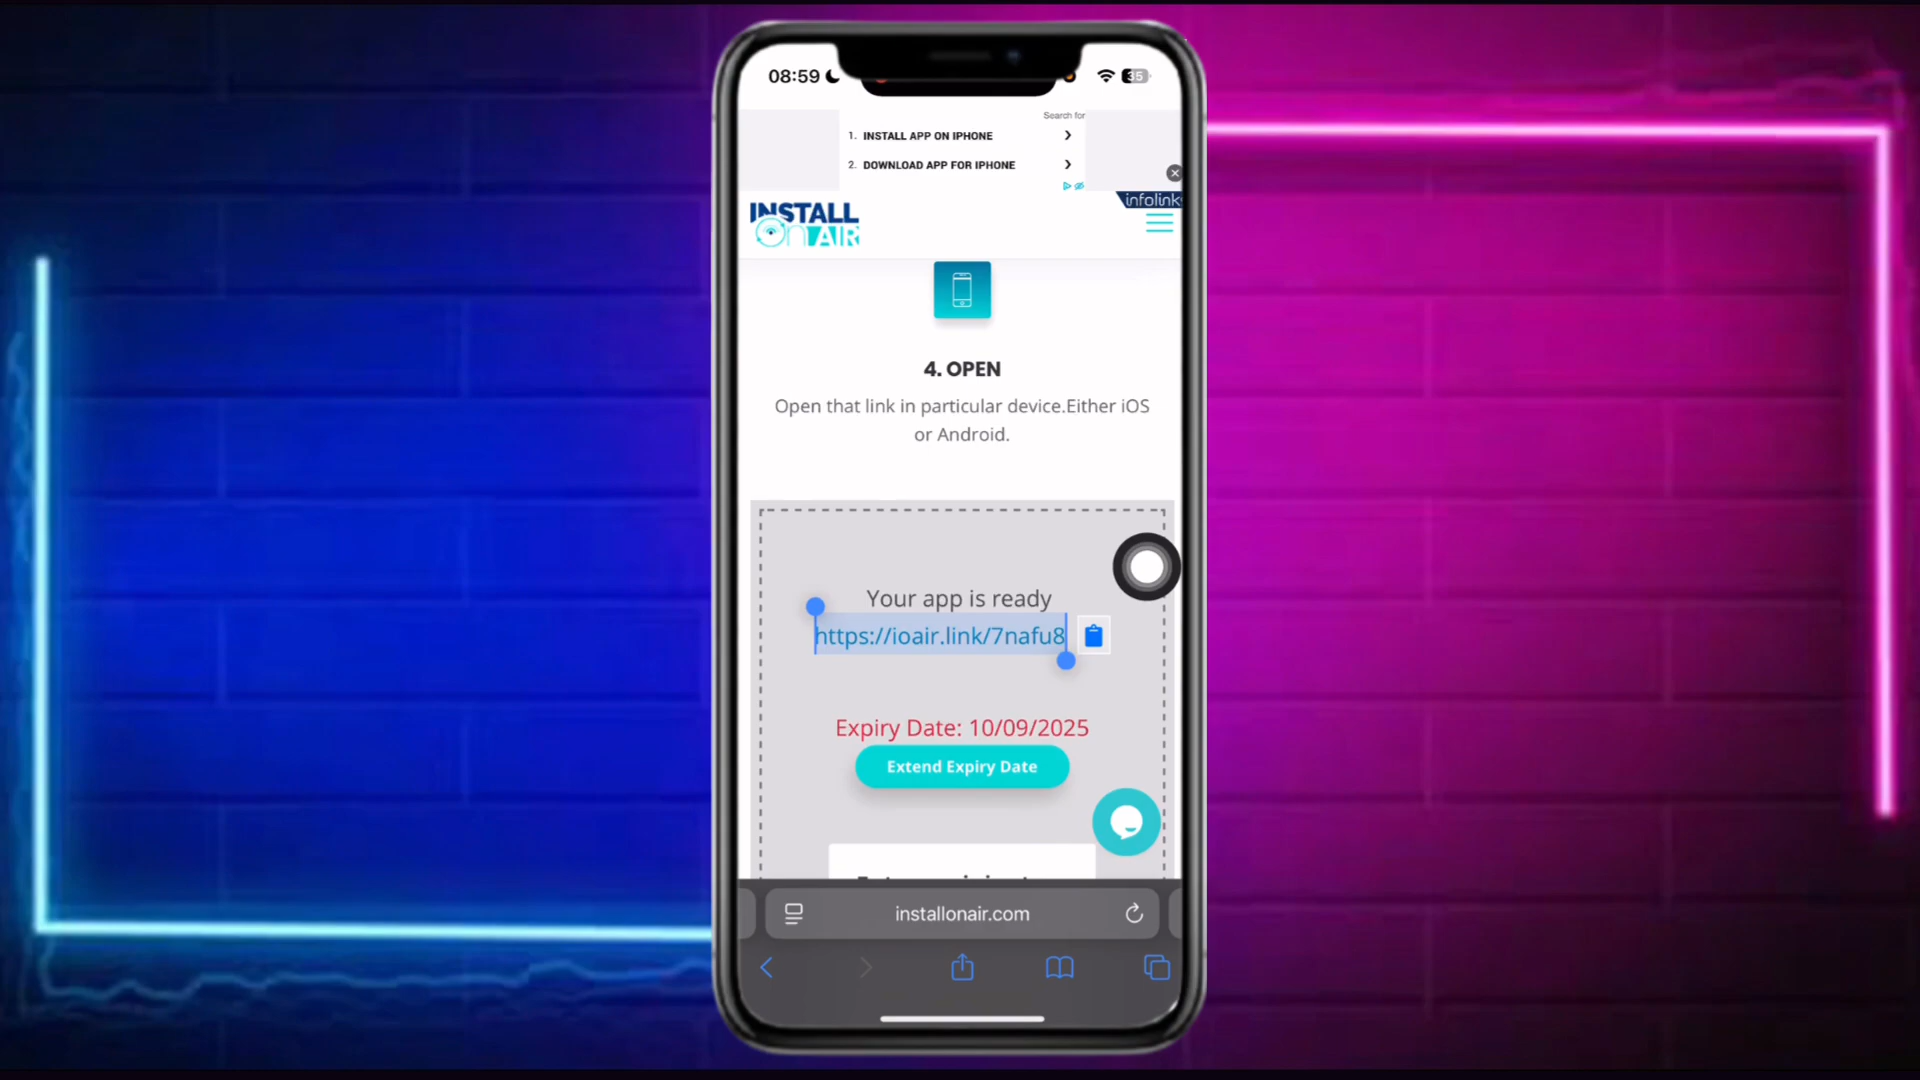 08:59
35
Search for
1. INSTALL APP ON IPHONE
2. DOWNLOAD APP FOR IPHONE
infolinks
INSTALL
ON AIR
4. OPEN
Open that link in particular device.Either iOS
or Android.
Your app is ready
https://ioair.link/7nafu8
Expiry Date: 10/09/2025
Extend Expiry Date
installonair.com